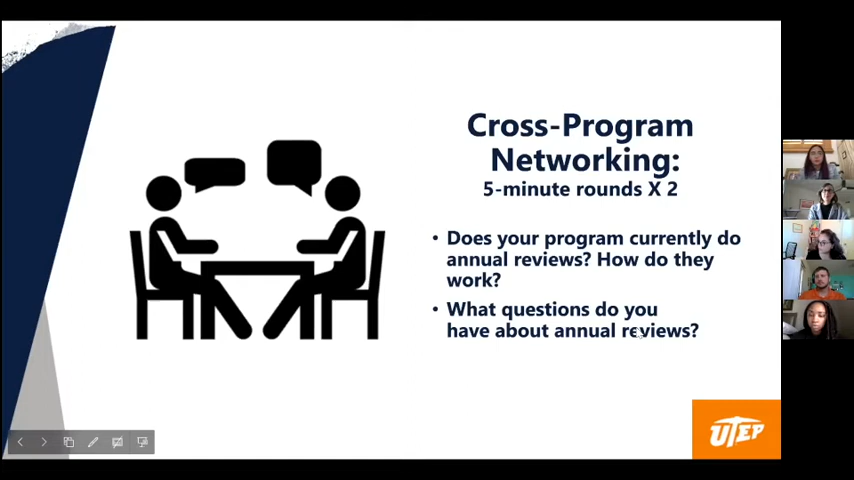 Cross-Program
Networking:
5-minute rounds X 2
• Does your program currently do
annual reviews? How do they
work?
• What questions do you
have about annual reviews?
UTEP